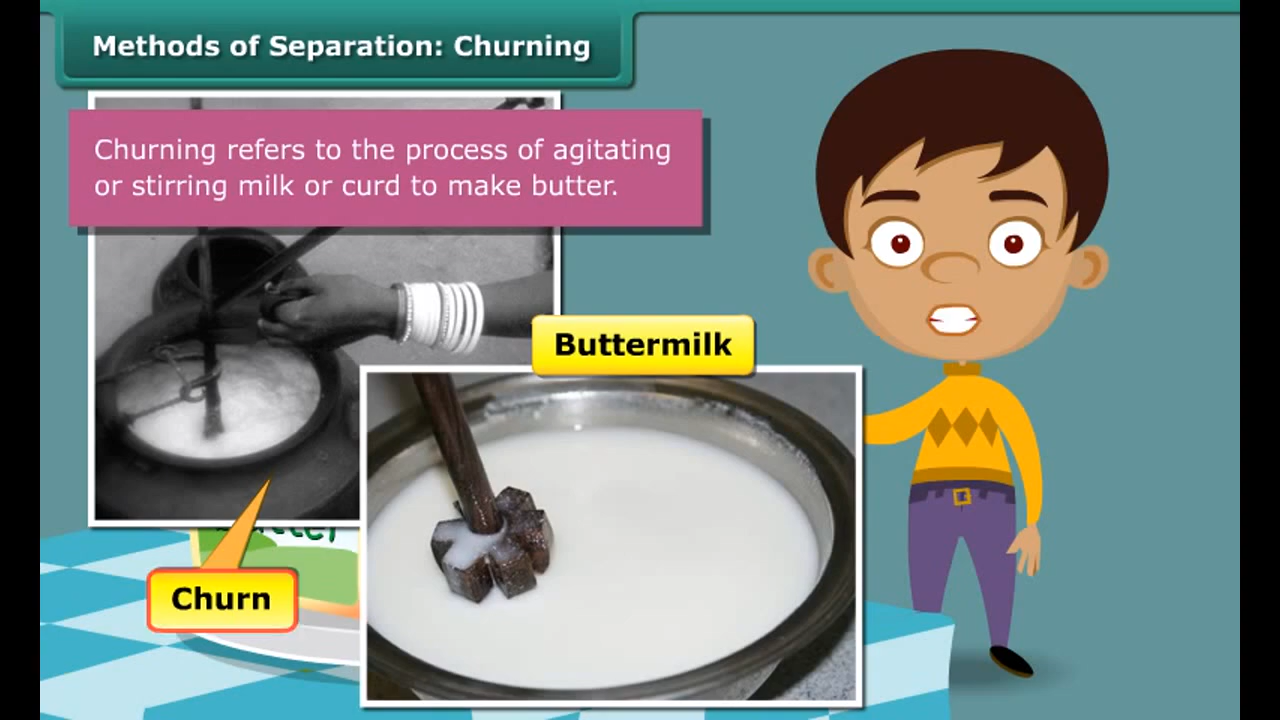 Methods of Separation: Churning
Churning refers to the process of agitating
or stirring milk or curd to make butter.
Buttermilk
Churn